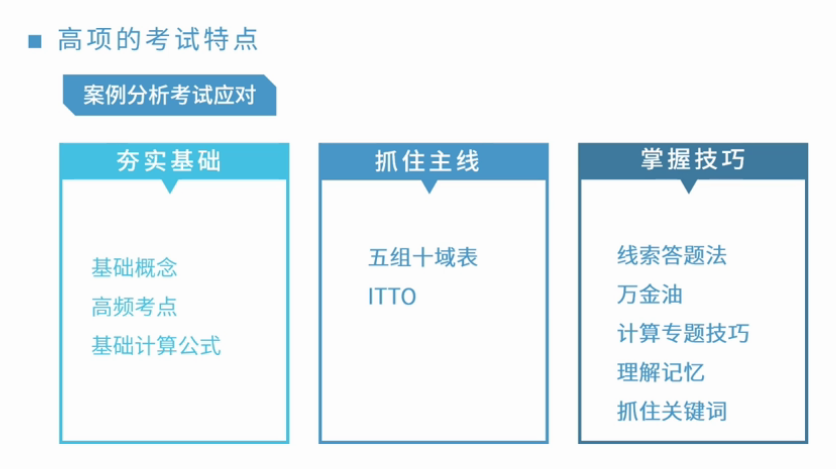 高项的考试特点
案例分析考试应对
夯实基础
基础概念
高频考点
基础计算公式
抓住主线
五组十域表
ITTO
掌握技巧
线索答题法
万金油
计算专题技巧
理解记忆
抓住关键词